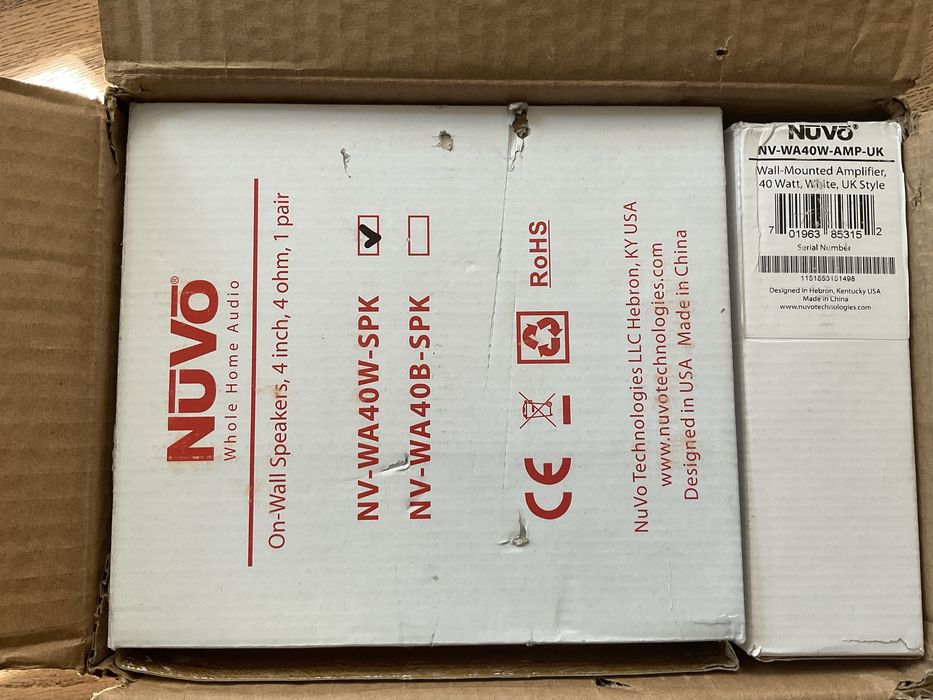 NUVO®
Whole Home Audio
On-Wall Speakers, 4 inch, 4 ohm, 1 pair
NV-WA40W-SPK
NV-WA40B-SPK
CE
RoHS
NuVo Technologies LLC Hebron, KY USA
www.nuvotechnologies.com
Designed in USA Made in China
NUVO®
NV-WA40W-AMP-UK
Wall-Mounted Amplifier,
40 Watt, White, UK Style
7 01963 85315 2
Serial Number
1151553151498
Designed in Hebron, Kentucky USA
Made in China
www.nuvotechnologies.com